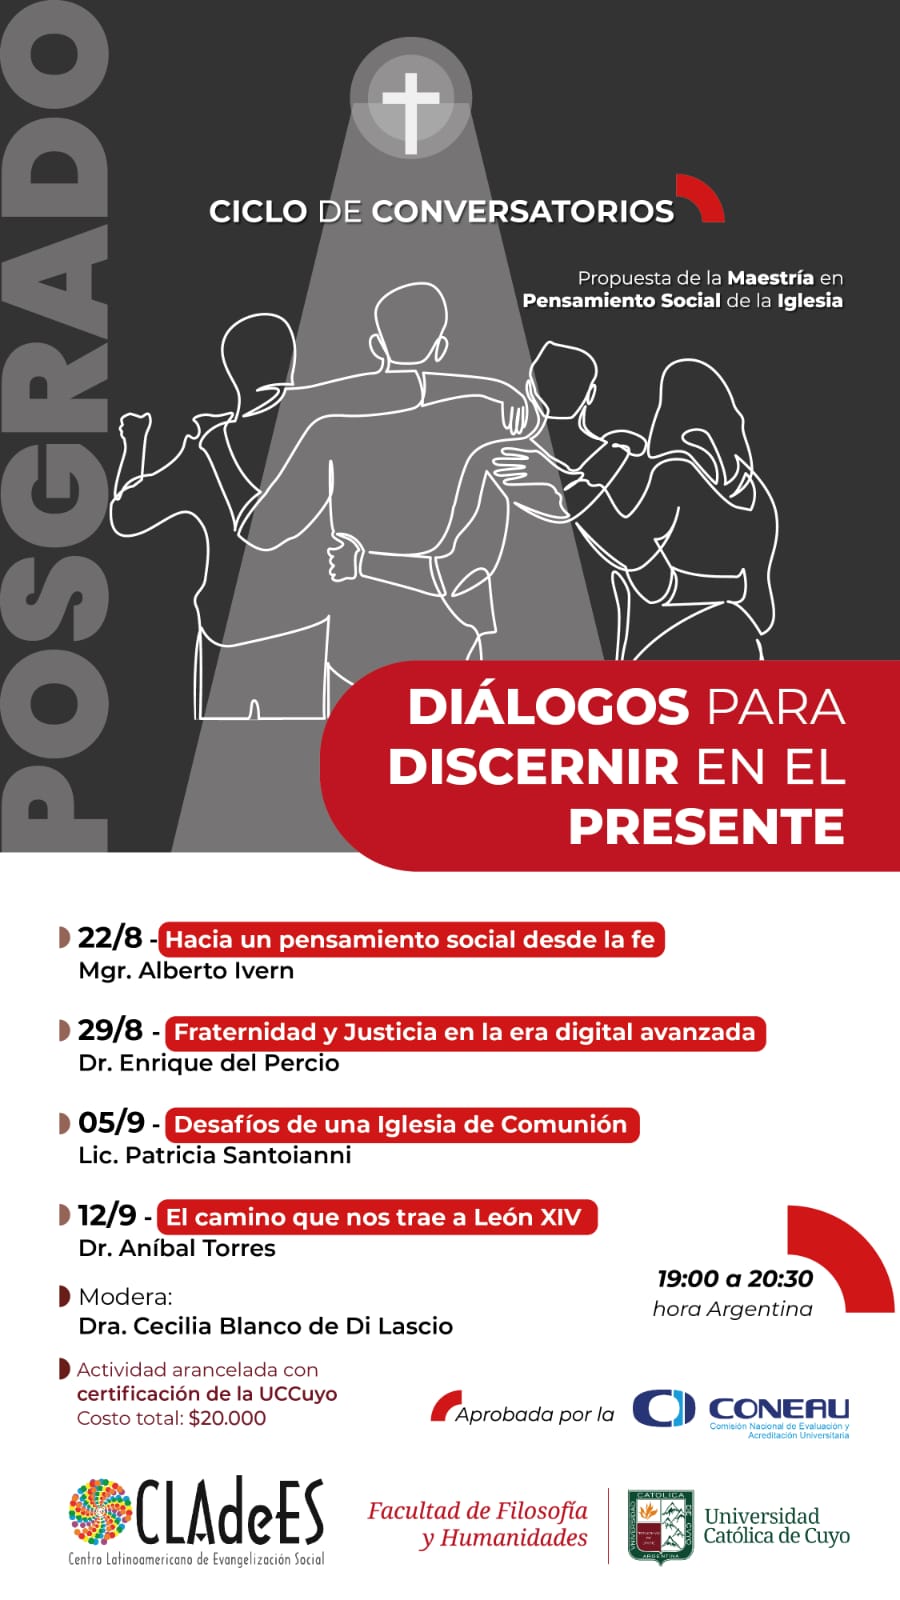 POSGRADO
CICLO DE CONVERSATORIOS
Propuesta de la Maestría en
Pensamiento Social de la Iglesia
DIÁLOGOS PARA
DISCERNIR EN EL
PRESENTE
22/8 - Hacia un pensamiento social desde la fe
Mgr. Alberto Ivern
29/8 - Fraternidad y Justicia en la era digital avanzada
Dr. Enrique del Percio
05/9 - Desafíos de una Iglesia de Comunión
Lic. Patricia Santoianni
12/9 - El camino que nos trae a León XIV
Dr. Aníbal Torres
19:00 a 20:30
hora Argentina
Modera:
Dra. Cecilia Blanco de Di Lascio
Actividad arancelada con
certificación de la UCCuyo
Costo total: $20.000
Aprobada por la
CONEAU
Comisión Nacional de Evaluación y
Acreditación Universitaria
CLAdeES
Centro Latinoamericano de Evangelización Social
Facultad de Filosofía
y Humanidades
Universidad
Católica de Cuyo